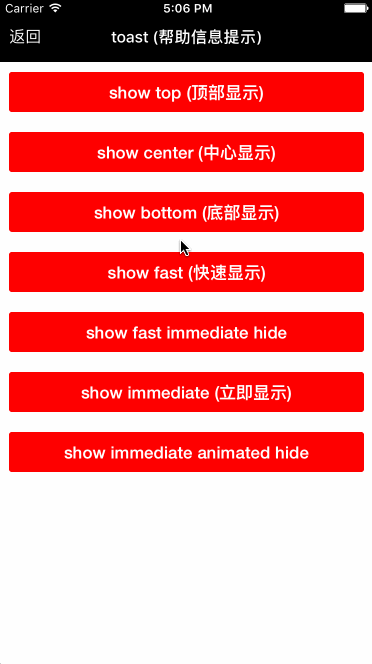 Carrier 5:06 PM
返回 toast (帮助信息提示)
show top (顶部显示)
show center (中心显示)
show bottom (底部显示)
show fast (快速显示)
show fast immediate hide
show immediate (立即显示)
show immediate animated hide